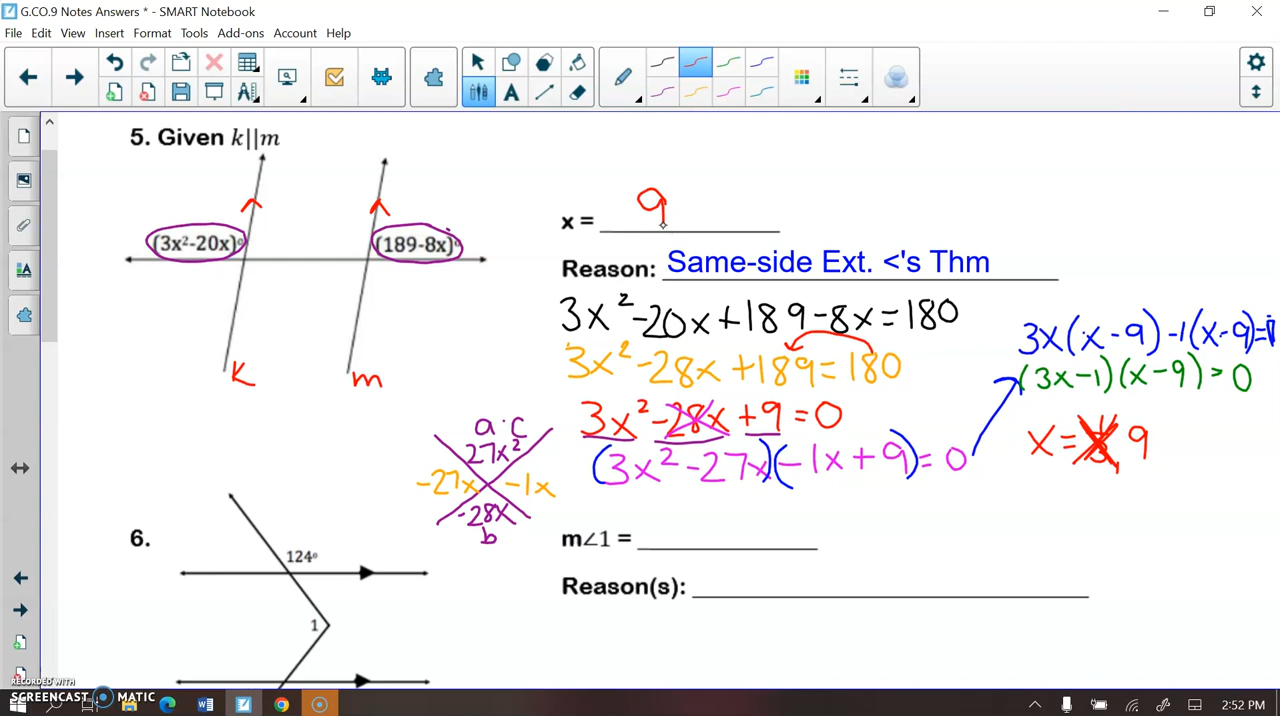 G.CO.9 Notes Answers * - SMART Notebook
File Edit View Insert Format Tools Add-ons Account Help
5. Given k||m
(3x²-20x)°
(189-8x)°
k
m
x = 9
Reason: Same-side Ext. <'s Thm
3x² -20x +189-8x = 180
3x² -28x +189 = 180
3x² -28x +9 = 0
(3x² -27x)(-1x + 9) = 0
3x(x-9) -1(x-9)=
(3x-1)(x-9) = 0
x = 9
a·c
27x²
-27x -1x
-28x
b
6.
124°
1
m∠1 =
Reason(s):
RECORDED WITH
SCREENCAST MATIC
2:52 PM